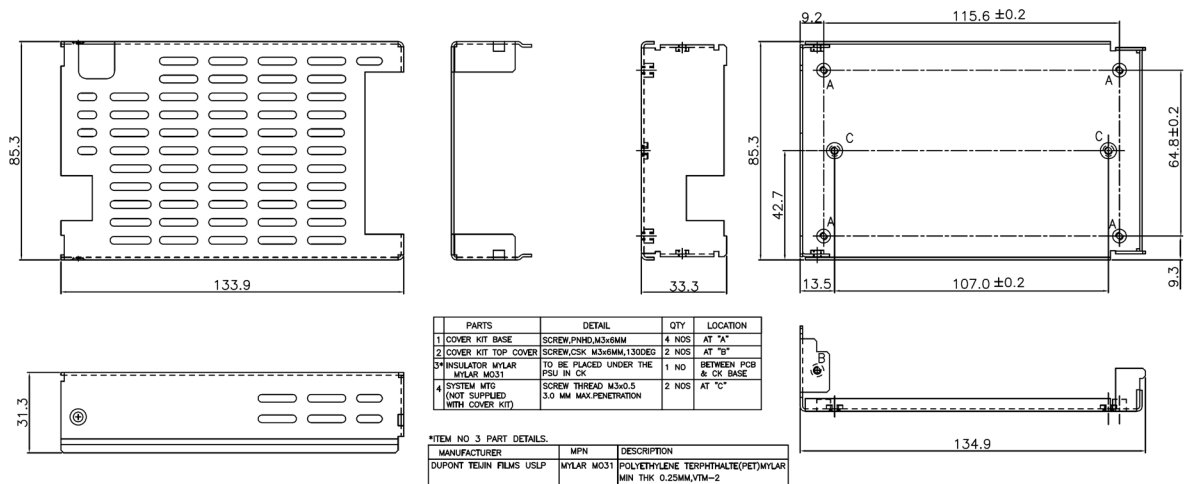 9.2
115.6 ±0.2
85.3
A
A
C
C
85.3
42.7
64.8±0.2
A
A
133.9
33.3
13.5
107.0 ±0.2
9.3
PARTS DETAIL QTY LOCATION
1 COVER KIT BASE SCREW,PNHD,M3x6MM 4 NOS AT "A"
2 COVER KIT TOP COVER SCREW,CSK M3x6MM,130DEG 2 NOS AT "B"
3* INSULATOR MYLAR TO BE PLACED UNDER THE 1 NO BETWEEN PCB
MYLAR MO31 PSU IN CK & CK BASE
4 SYSTEM MTG SCREW THREAD M3x0.5 2 NOS AT "C"
(NOT SUPPLIED 3.0 MM MAX.PENETRATION
WITH COVER KIT)
B
31.3
134.9
*ITEM NO 3 PART DETAILS.
MANUFACTURER MPN DESCRIPTION
DUPONT TEIJIN FILMS USLP MYLAR MO31 POLYETHYLENE TERPHTHALTE(PET)MYLAR
MIN THK 0.25MM,VTM-2